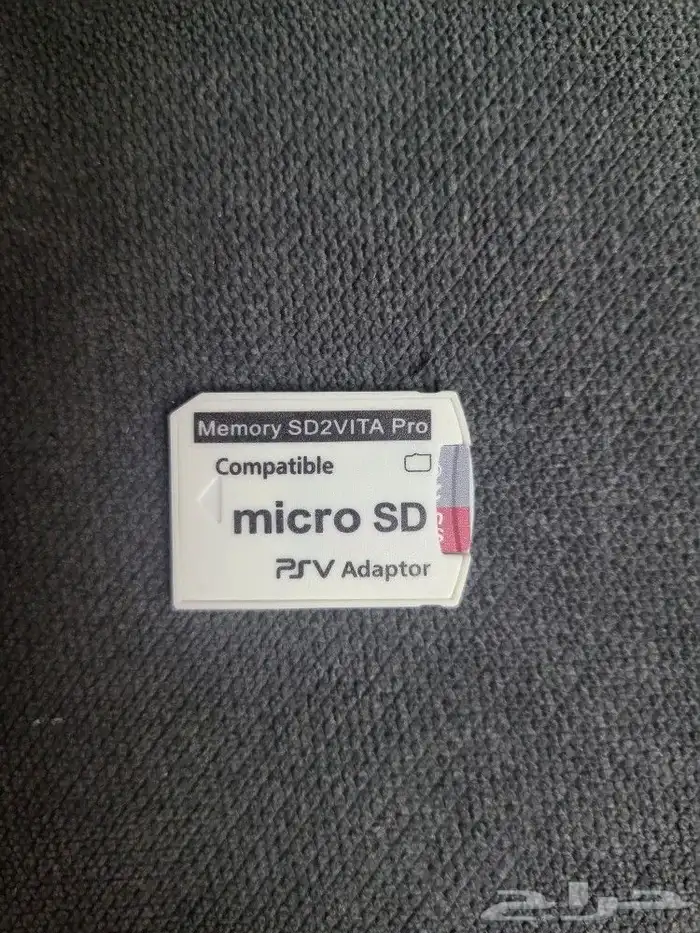 Memory SD2VITA Pro
Compatible
micro SD
PSV Adaptor
حراج